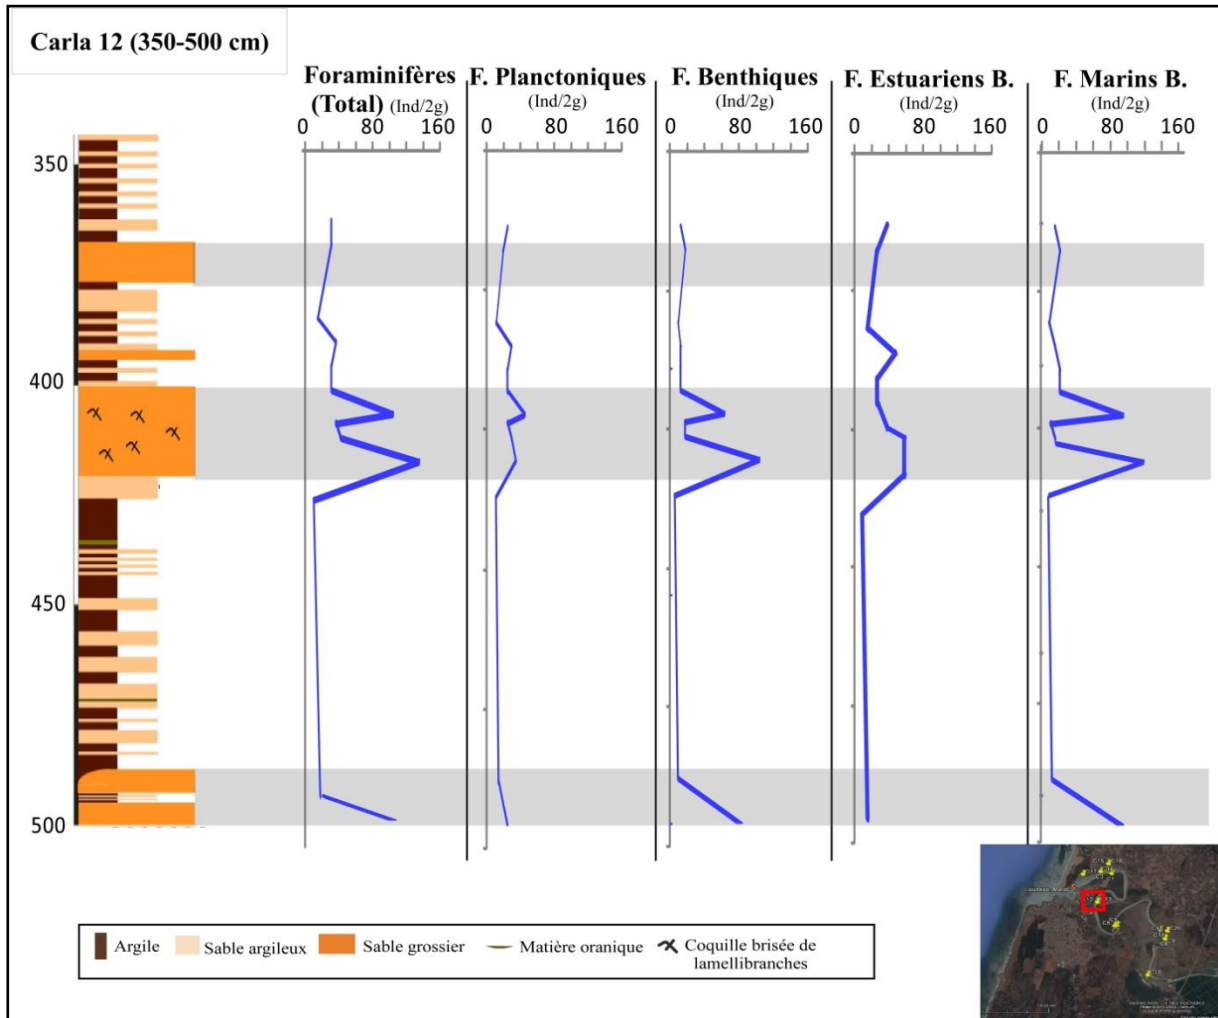 Carla 12 (350-500 cm)
Foraminifères
(Total) (Ind/2g)
0 80 160
F. Planctoniques
(Ind/2g)
0 80 160
F. Benthiques
(Ind/2g)
0 80 160
F. Estuariens B.
(Ind/2g)
0 80 160
F. Marins B.
(Ind/2g)
0 80 160
350
400
450
500
Argile
Sable argileux
Sable grossier
Matière oranique
Coquille brisée de
lamellibranches